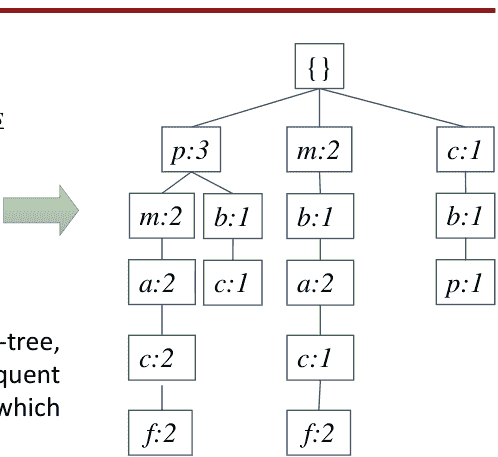 {}
s
p:3 m:2 c:1
m:2 b:1 b:1 b:1
a:2 c:1 a:2 p:1
-tree,
c:2 c:1
quent
which
f:2 f:2